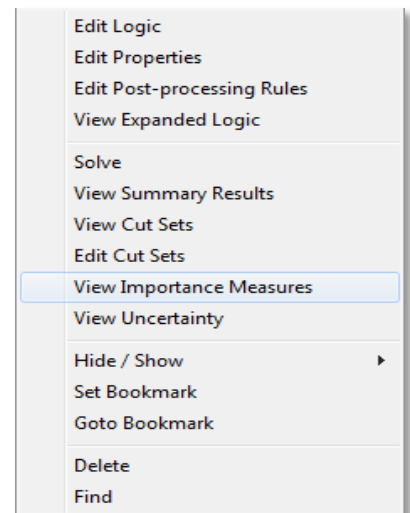 Edit Logic
Edit Properties
Edit Post-processing Rules
View Expanded Logic
Solve
View Summary Results
View Cut Sets
Edit Cut Sets
View Importance Measures
View Uncertainty
Hide / Show
Set Bookmark
Goto Bookmark
Delete
Find